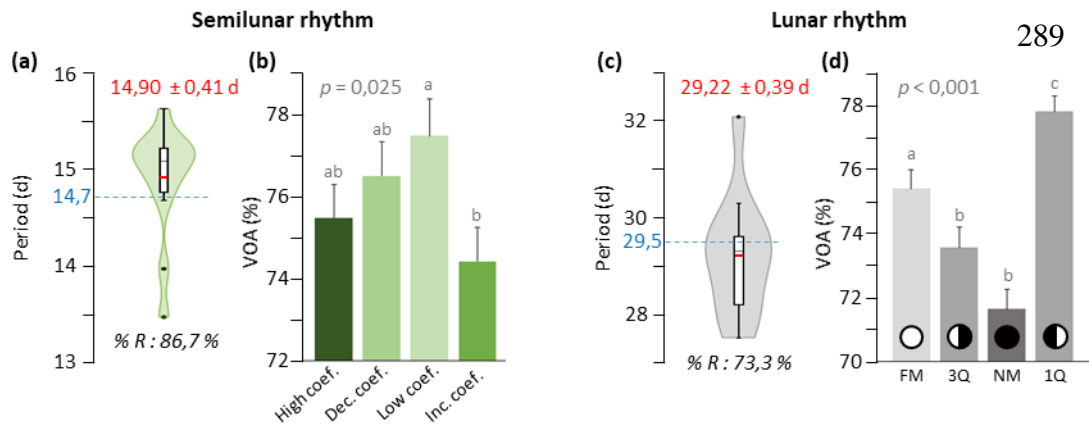 Semilunar rhythm
Lunar rhythm
289
(a)
16
15
14
13
Period (d)
14,90 ± 0,41 d
14,7
% R : 86,7 %
(b)
78
76
74
72
VOA (%)
p = 0,025
ab
ab
a
b
High coef.
Dec. coef.
Low coef.
Inc. coef.
(c)
32
30
28
Period (d)
29,22 ± 0,39 d
29,5
% R : 73,3 %
(d)
78
76
74
72
70
VOA (%)
p < 0,001
a
b
b
c
FM
3Q
NM
1Q